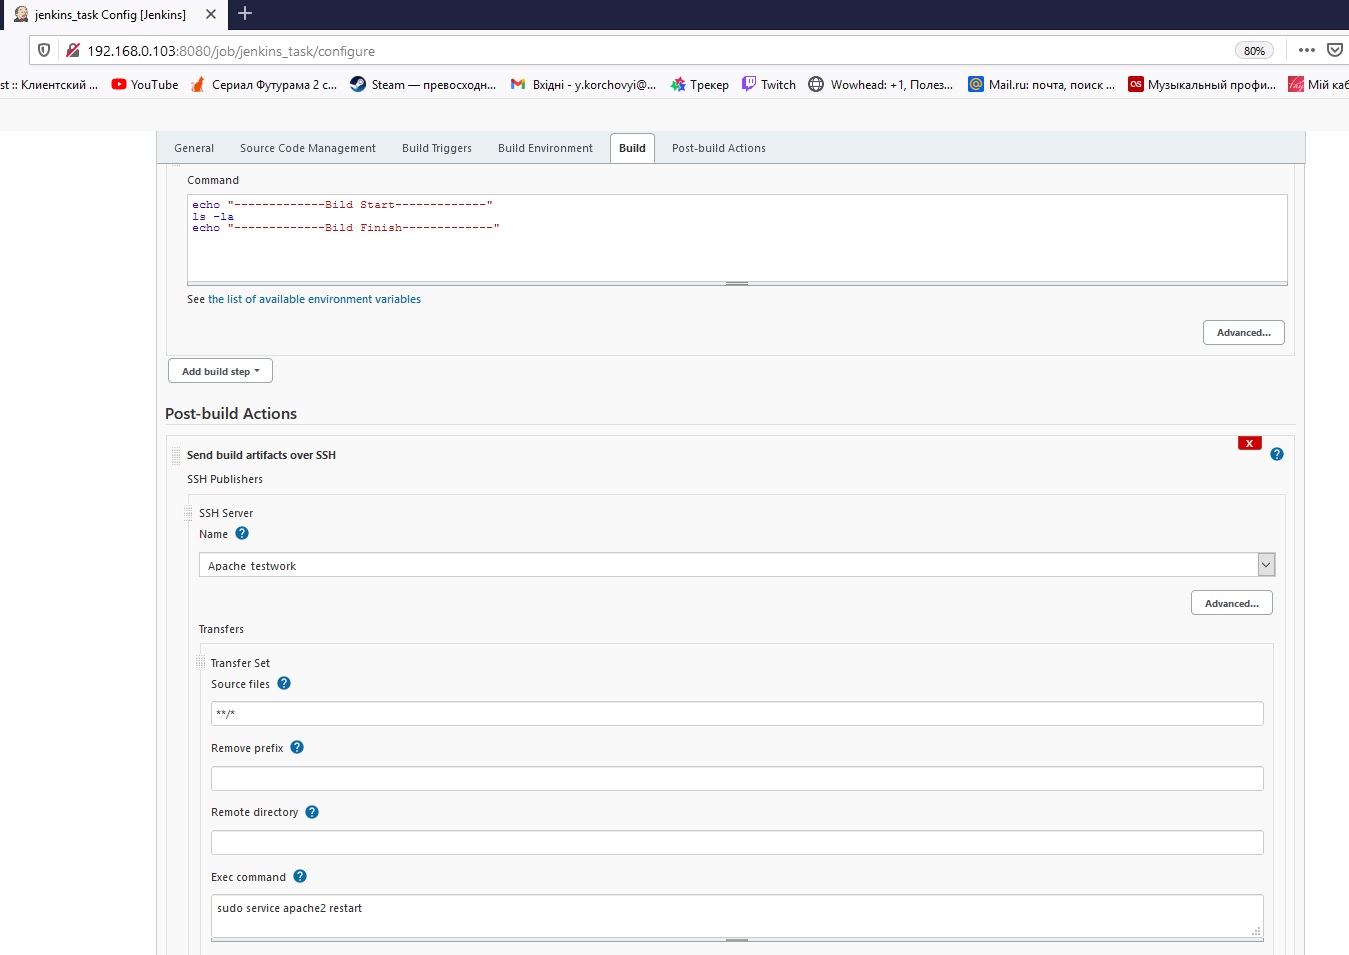 jenkins_task Config [Jenkins]
192.168.0.103:8080/job/jenkins_task/configure
80%
st :: Клиентский ... YouTube Сериал Футурама 2 с... Steam — превосходн... Вхідні - y.korchovyi@... Трекер Twitch Wowhead: +1, Полез... Mail.ru: почта, поиск ... Музыкальный профи... Мій каб
General Source Code Management Build Triggers Build Environment Build Post-build Actions
Command
echo "-------------Bild Start-------------"
ls -la
echo "-------------Bild Finish-------------"
See the list of available environment variables
Advanced...
Add build step
Post-build Actions
X
Send build artifacts over SSH
SSH Publishers
SSH Server
Name
Apache_testwork
Advanced...
Transfers
Transfer Set
Source files
**/*
Remove prefix
Remote directory
Exec command
sudo service apache2 restart